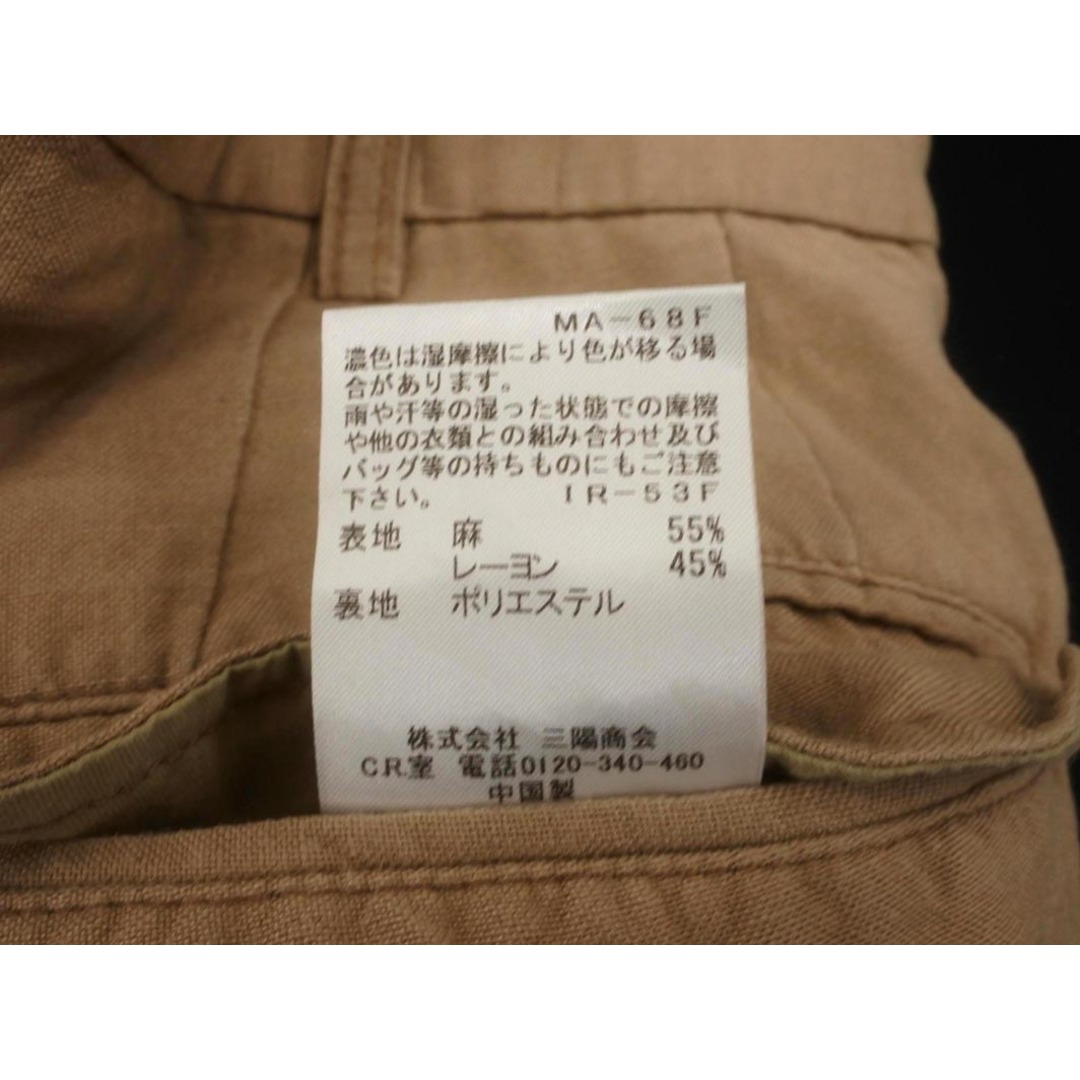 MA-68F
濃色は湿摩擦により色が移る場
合があります。
雨や汗等の湿った状態での摩擦
や他の衣類との組み合わせ及び
バッグ等の持ちものにもご注意
下さい。 IR-53F
表地 麻 55%
レーヨン 45%
裏地 ポリエステル
株式会社 三陽商会
C.R.室 電話0120-340-460
中国製